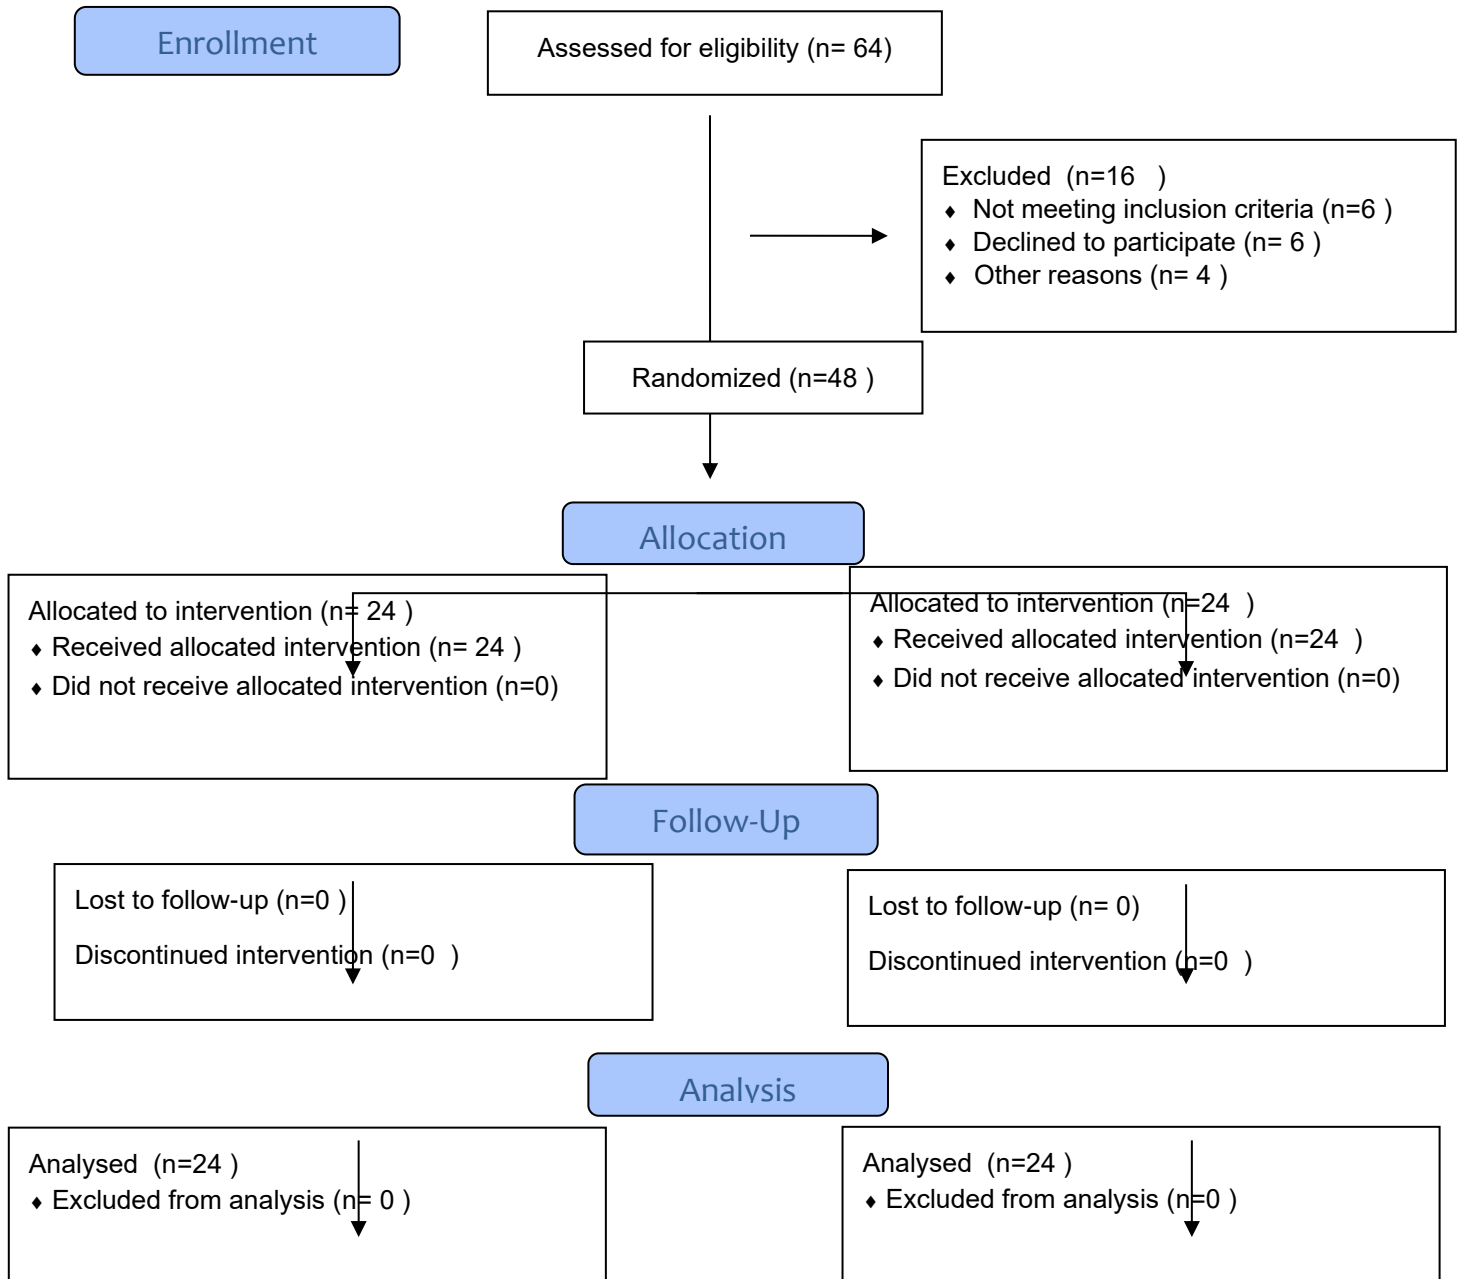 Enrollment
Assessed for eligibility (n= 64)
Excluded  (n=16   )
♦ Not meeting inclusion criteria (n=6 )
♦ Declined to participate (n= 6 )
♦ Other reasons (n= 4 )
Randomized (n=48 )
Allocation
Allocated to intervention (n= 24 )
♦ Received allocated intervention (n= 24 )
♦ Did not receive allocated intervention (n=0)
Allocated to intervention (n=24  )
♦ Received allocated intervention (n=24  )
♦ Did not receive allocated intervention (n=0)
Follow-Up
Lost to follow-up (n=0 )
Discontinued intervention (n=0  )
Lost to follow-up (n= 0)
Discontinued intervention (n=0  )
Analysis
Analysed  (n=24 )
♦ Excluded from analysis (n= 0 )
Analysed  (n=24 )
♦ Excluded from analysis (n=0 )